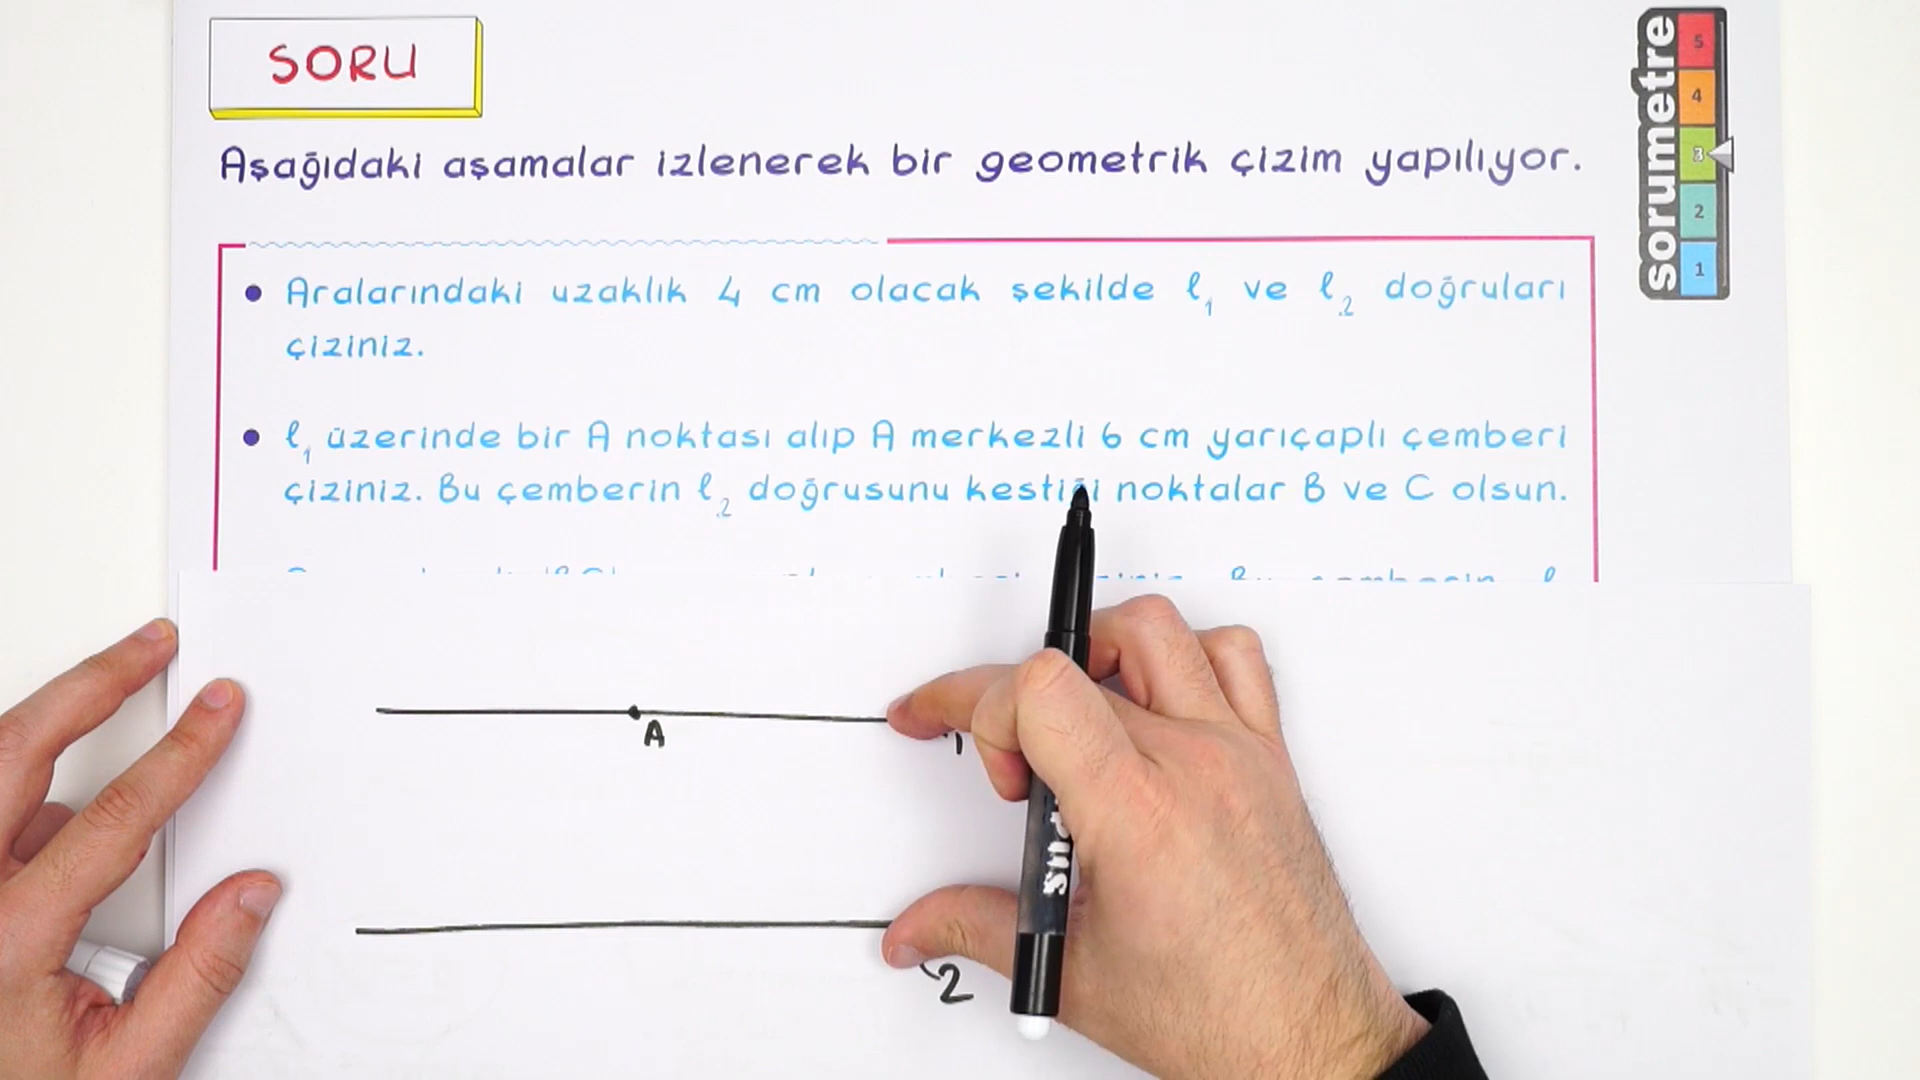 SORU
sorumetre
5
4
3
2
1
Aşağıdaki aşamalar izlenerek bir geometrik çizim yapılıyor.
• Aralarındaki uzaklık 4 cm olacak şekilde ℓ₁ ve ℓ₂ doğruları
çiziniz.
• ℓ₁ üzerinde bir A noktası alıp A merkezli 6 cm yarıçaplı çemberi
çiziniz. Bu çemberin ℓ₂ doğrusunu kestiği noktalar B ve C olsun.
A
1
2